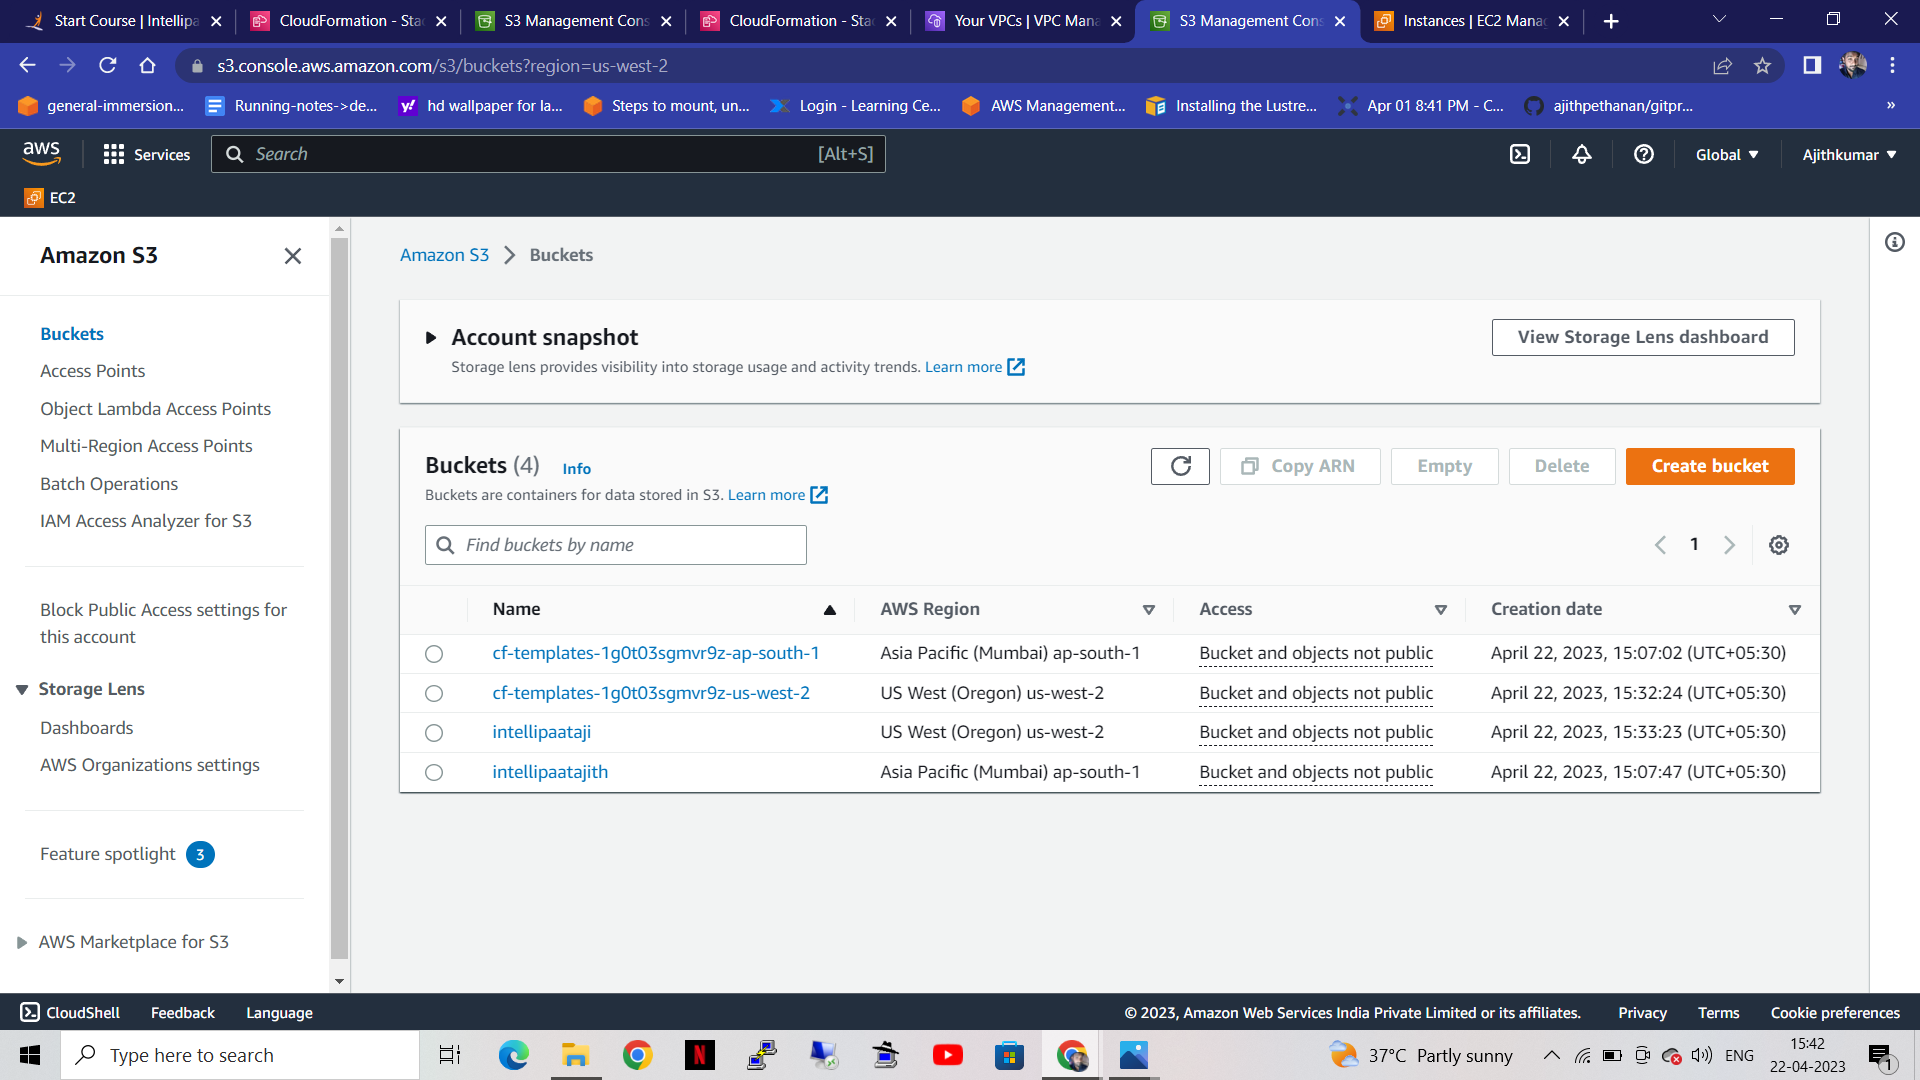 Start Course | Intellipa
CloudFormation - Stac
S3 Management Cons
CloudFormation - Stac
Your VPCs | VPC Mana
S3 Management Cons
Instances | EC2 Manag
s3.console.aws.amazon.com/s3/buckets?region=us-west-2
general-immersion...
Running-notes->de...
hd wallpaper for la...
Steps to mount, un...
Login - Learning Ce...
AWS Management...
Installing the Lustre...
Apr 01 8:41 PM - C...
ajithpethanan/gitpr...
»
aws
Services
Search
[Alt+S]
Global
Ajithkumar
EC2
Amazon S3
Buckets
Access Points
Object Lambda Access Points
Multi-Region Access Points
Batch Operations
IAM Access Analyzer for S3
Block Public Access settings for
this account
Storage Lens
Dashboards
AWS Organizations settings
Feature spotlight 3
AWS Marketplace for S3
Amazon S3 > Buckets
Account snapshot
View Storage Lens dashboard
Storage lens provides visibility into storage usage and activity trends. Learn more
Buckets (4) Info
Copy ARN
Empty
Delete
Create bucket
Buckets are containers for data stored in S3. Learn more
Find buckets by name
1
Name AWS Region Access Creation date
cf-templates-1g0t03sgmvr9z-ap-south-1 Asia Pacific (Mumbai) ap-south-1 Bucket and objects not public April 22, 2023, 15:07:02 (UTC+05:30)
cf-templates-1g0t03sgmvr9z-us-west-2 US West (Oregon) us-west-2 Bucket and objects not public April 22, 2023, 15:32:24 (UTC+05:30)
intellipaataji US West (Oregon) us-west-2 Bucket and objects not public April 22, 2023, 15:33:23 (UTC+05:30)
intellipaatajith Asia Pacific (Mumbai) ap-south-1 Bucket and objects not public April 22, 2023, 15:07:47 (UTC+05:30)
CloudShell
Feedback
Language
© 2023, Amazon Web Services India Private Limited or its affiliates.
Privacy
Terms
Cookie preferences
Type here to search
37°C Partly sunny
ENG
15:42
22-04-2023
1